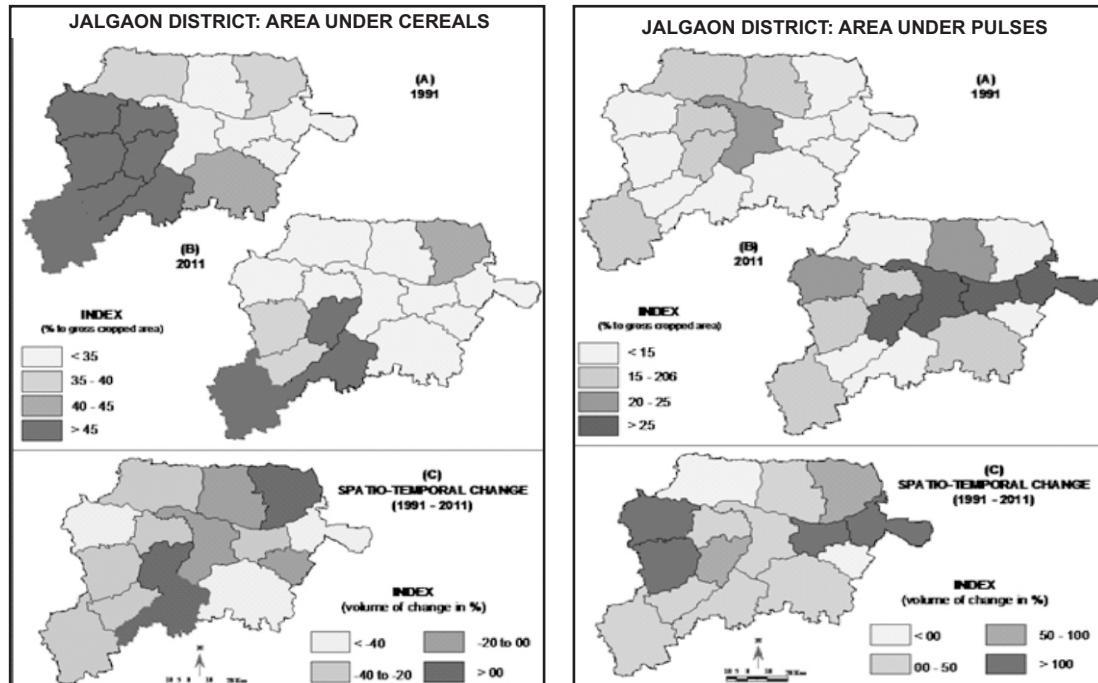 JALGAON DISTRICT: AREA UNDER CEREALS
(A)
1991
(B)
2011
INDEX
(% to gross cropped area)
< 35
35 - 40
40 - 45
> 45
(C)
SPATIO-TEMPORAL CHANGE
(1991 - 2011)
INDEX
(volume of change in %)
< -40
-40 to -20
-20 to 00
> 00
JALGAON DISTRICT: AREA UNDER PULSES
(A)
1991
(B)
2011
INDEX
(% to gross cropped area)
< 15
15 - 206
20 - 25
> 25
(C)
SPATIO-TEMPORAL CHANGE
(1991 - 2011)
INDEX
(volume of change in %)
< 00
00 - 50
50 - 100
> 100